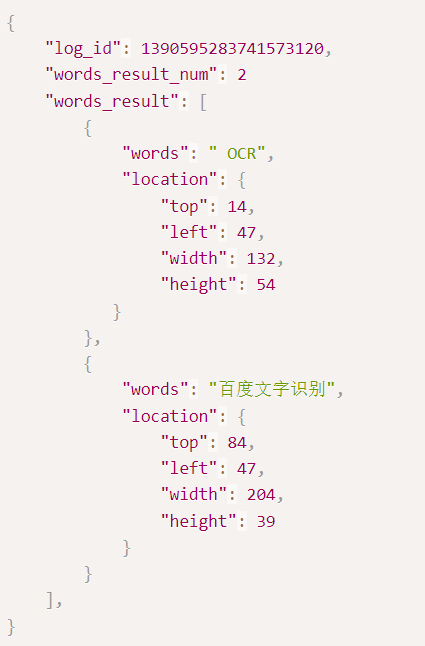 {
    "log_id": 1390595283741573120,
    "words_result_num": 2
    "words_result": [
        {
            "words": " OCR",
            "location": {
                "top": 14,
                "left": 47,
                "width": 132,
                "height": 54
           }
        },
        {
            "words": "百度文字识别",
            "location": {
                "top": 84,
                "left": 47,
                "width": 204,
                "height": 39
            }
        }
    ],
}